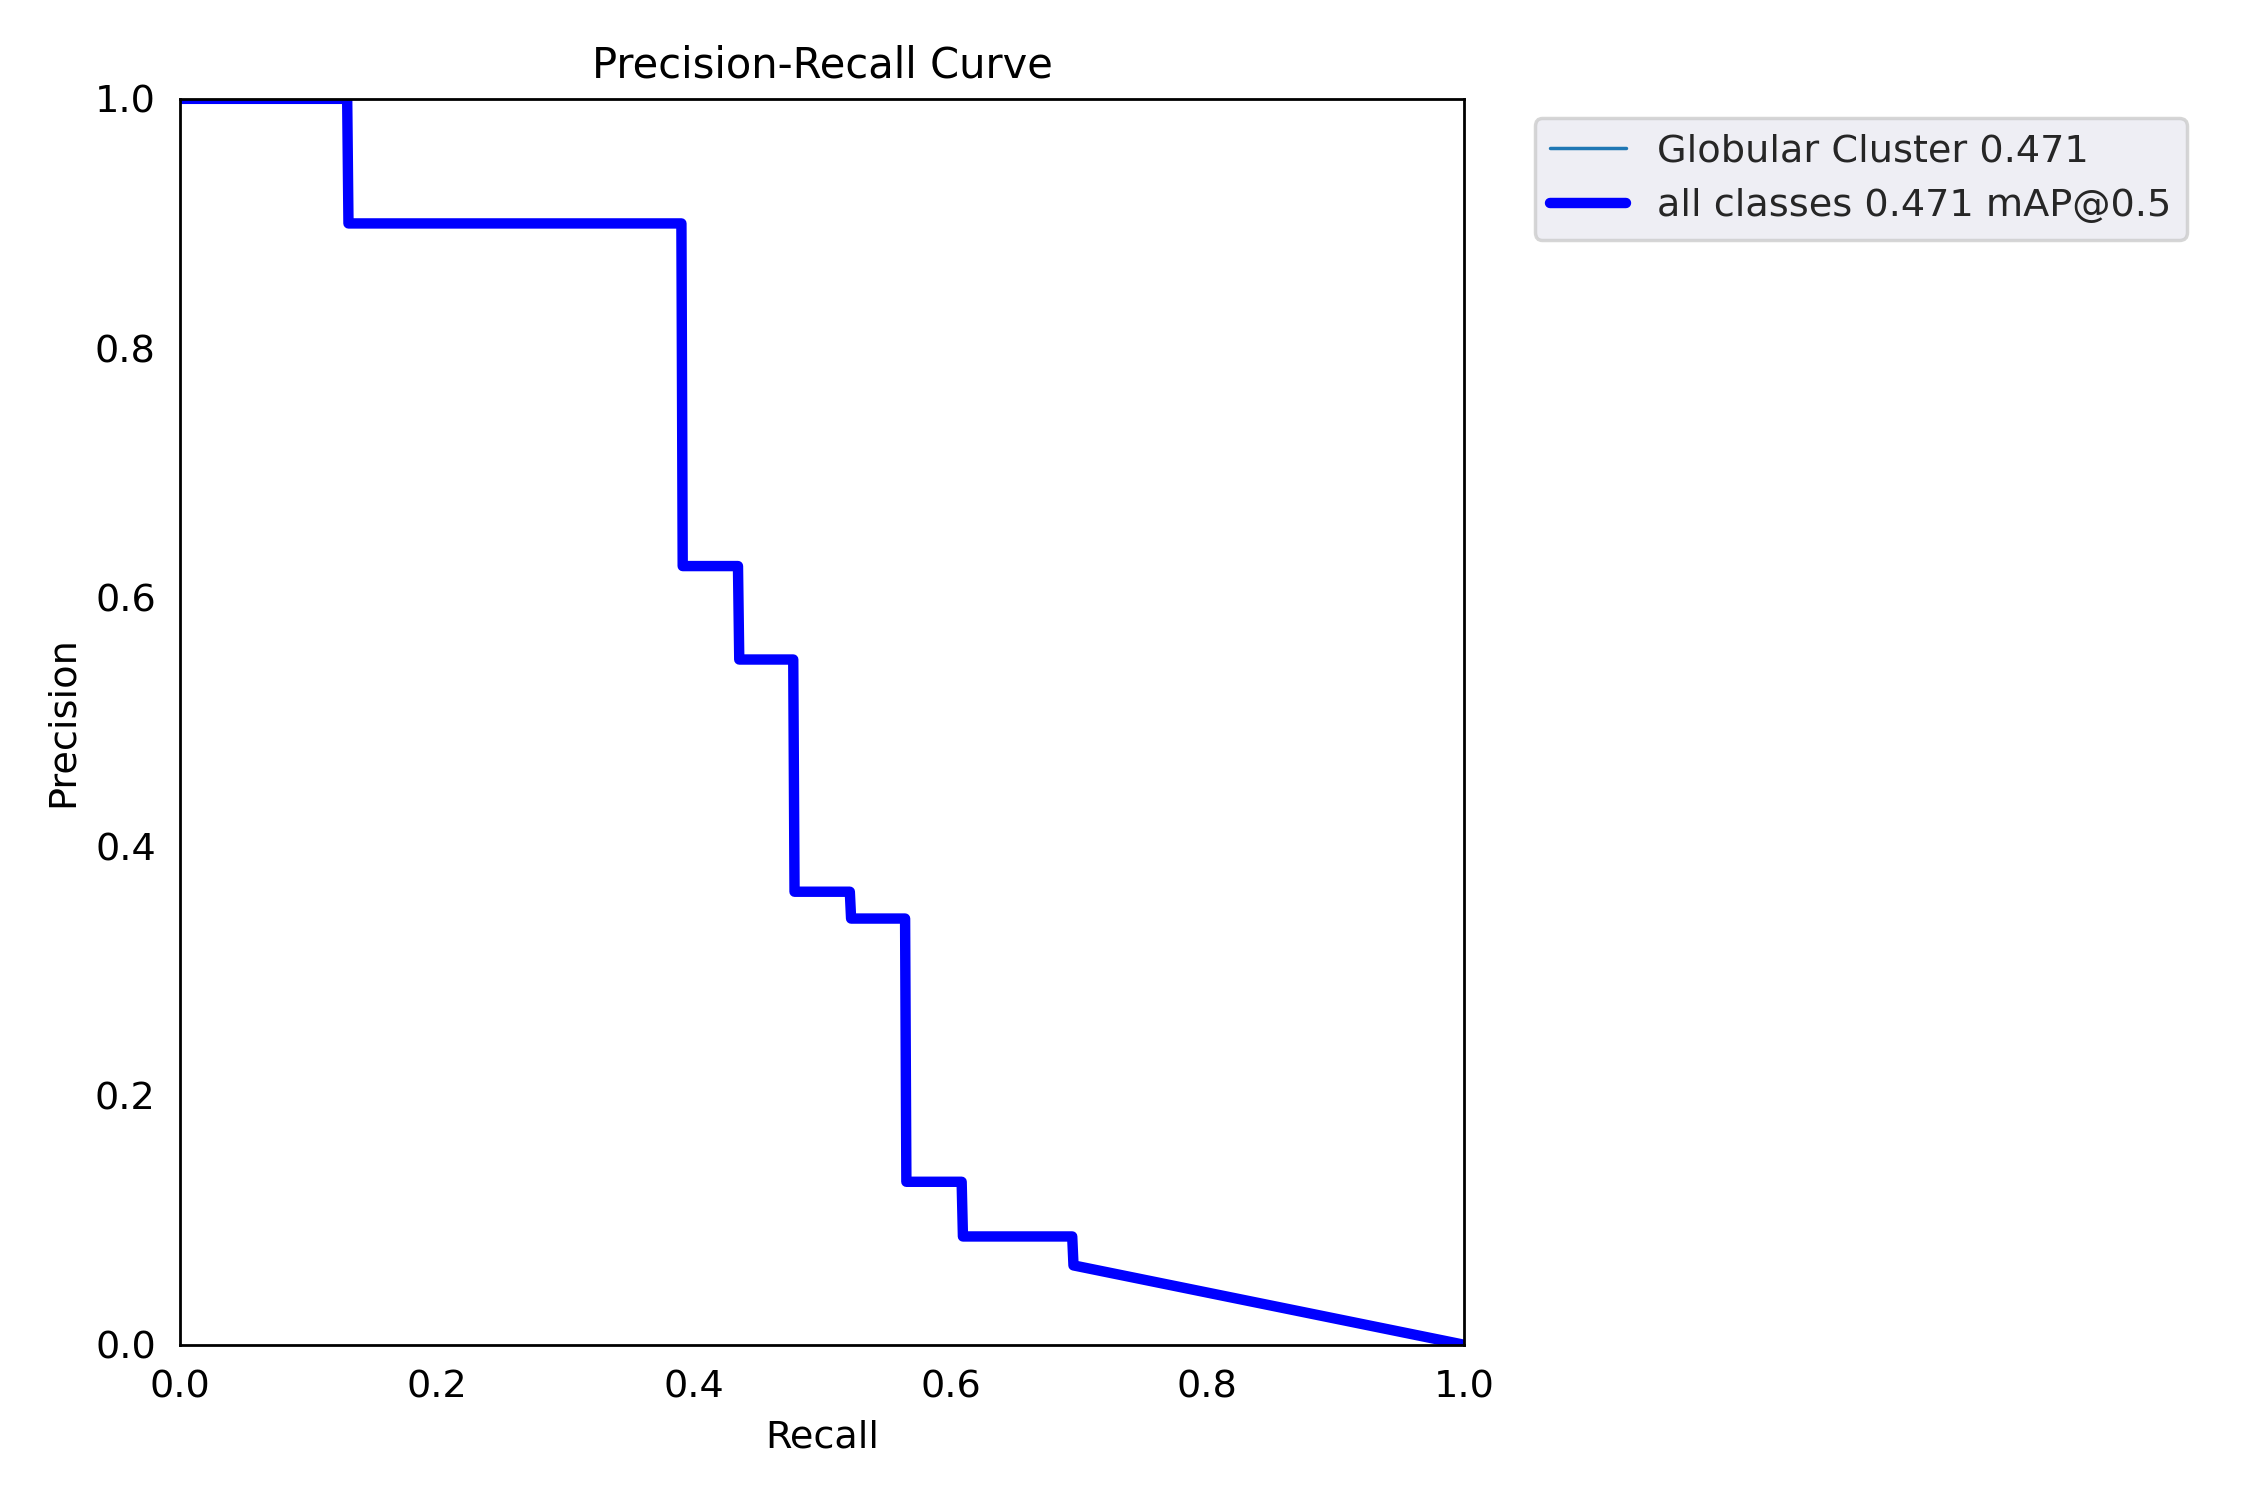 Precision-Recall Curve
Globular Cluster 0.471
all classes 0.471 mAP@0.5
Precision
1.0
0.8
0.6
0.4
0.2
0.0
0.0 0.2 0.4 0.6 0.8 1.0
Recall